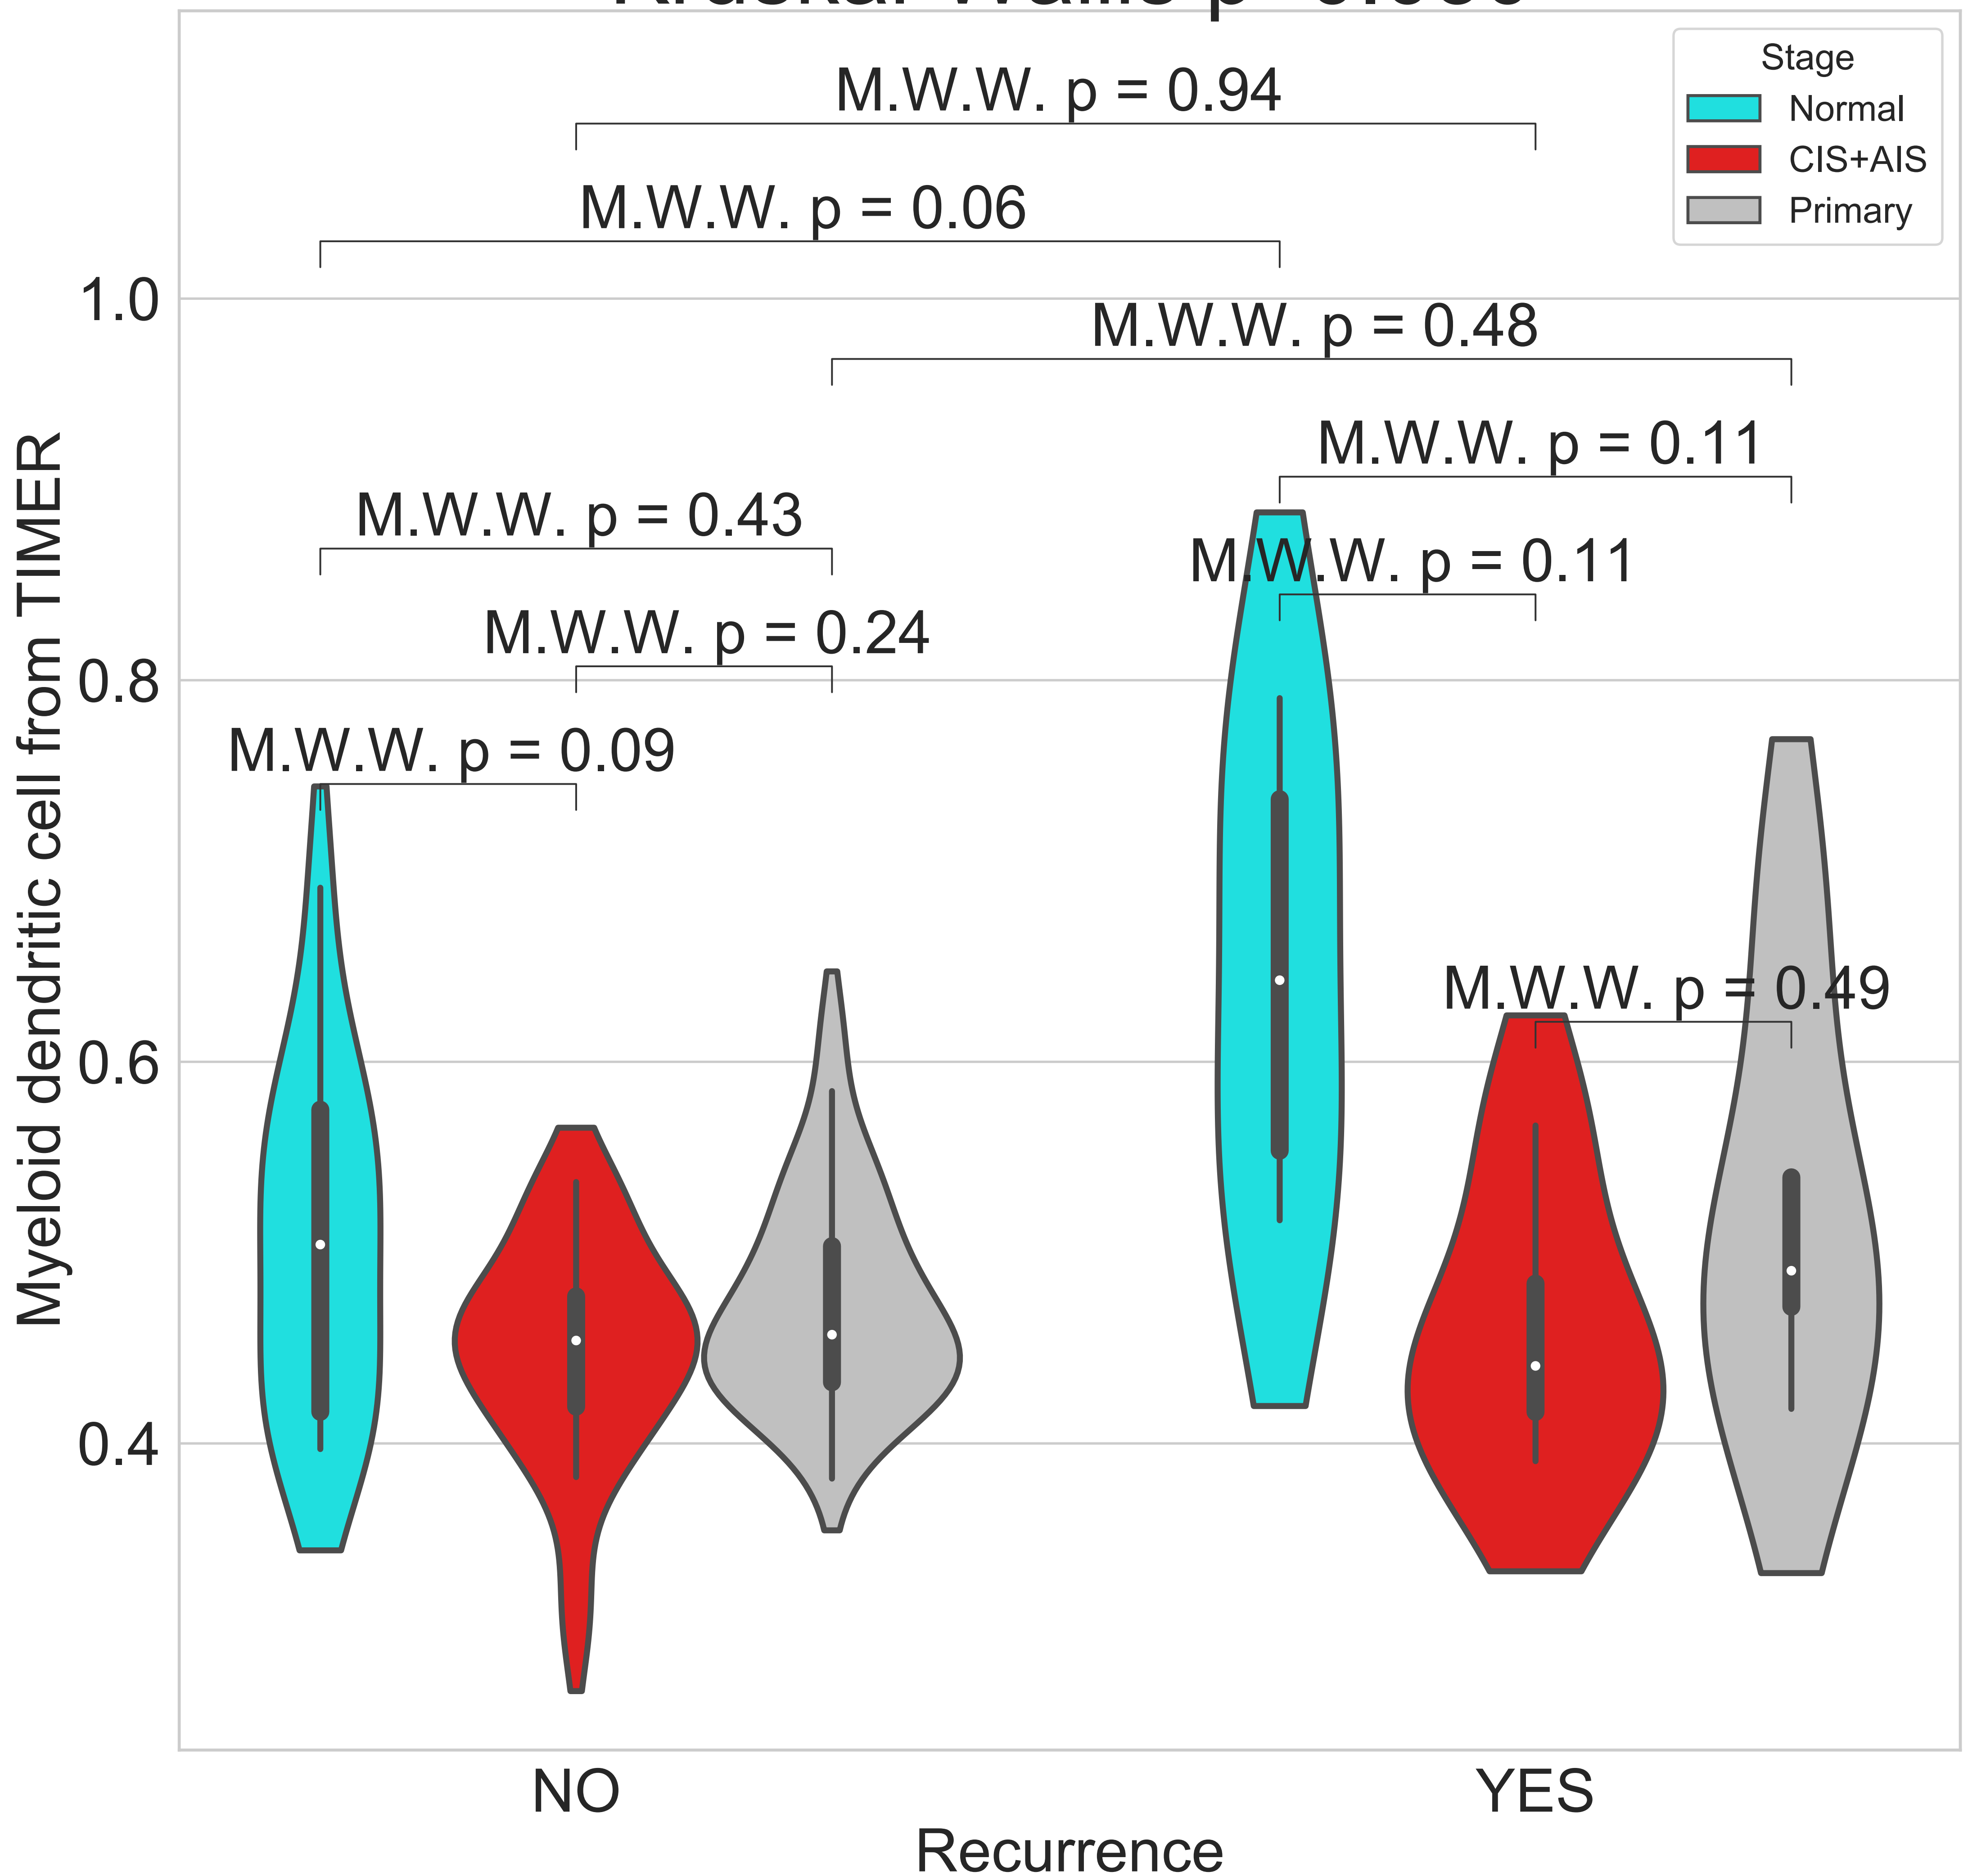 Stage
Normal
CIS+AIS
Primary
M.W.W. p = 0.94
M.W.W. p = 0.06
1.0
M.W.W. p = 0.48
M.W.W. p = 0.11
M.W.W. p = 0.43
M.W.W. p = 0.11
M.W.W. p = 0.24
0.8
M.W.W. p = 0.09
M.W.W. p = 0.49
0.6
0.4
Myeloid dendritic cell from TIMER
NO
YES
Recurrence